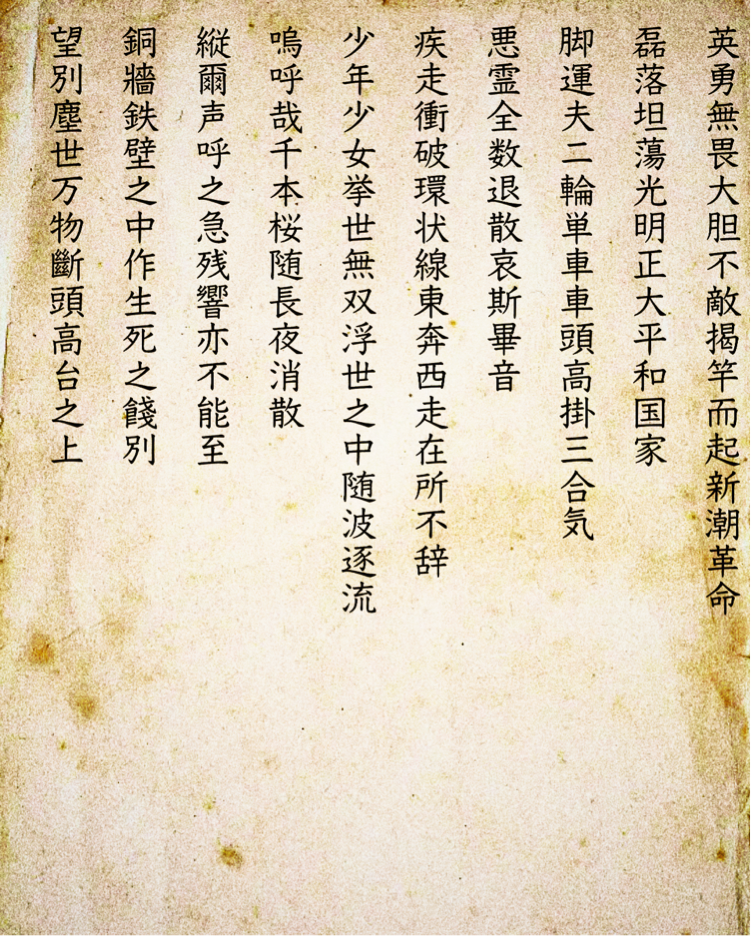 英勇無畏大胆不敵揭竿而起新潮革命
磊落坦蕩光明正大平和国家
脚運夫二輪単車車頭高掛三合気
悪霊全数退散哀斯畢音
疾走衝破環状線東奔西走在所不辞
少年少女挙世無双浮世之中随波逐流
嗚呼哉千本桜随長夜消散
縦爾声呼之急残響亦不能至
銅牆鉄壁之中作生死之餞別
望別塵世万物斷頭高台之上